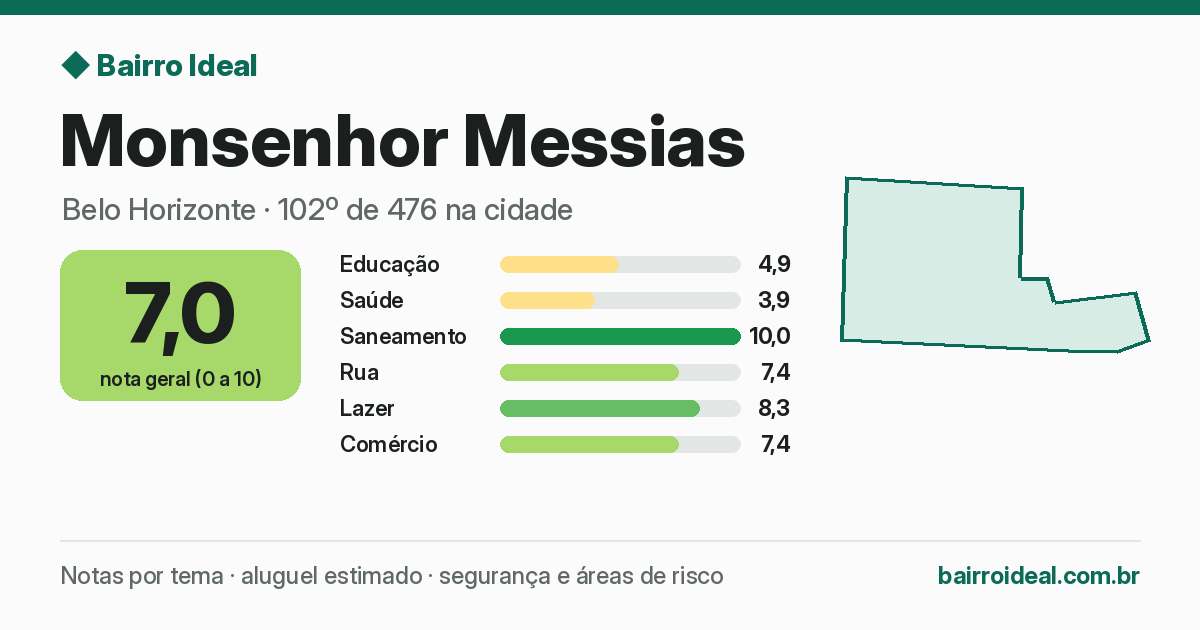 Bairro Ideal
Monsenhor Messias
Belo Horizonte · 102º de 476 na cidade
7,0
nota geral (0 a 10)
Educação 4,9
Saúde 3,9
Saneamento 10,0
Rua 7,4
Lazer 8,3
Comércio 7,4
Notas por tema · aluguel estimado · segurança e áreas de risco
bairroideal.com.br